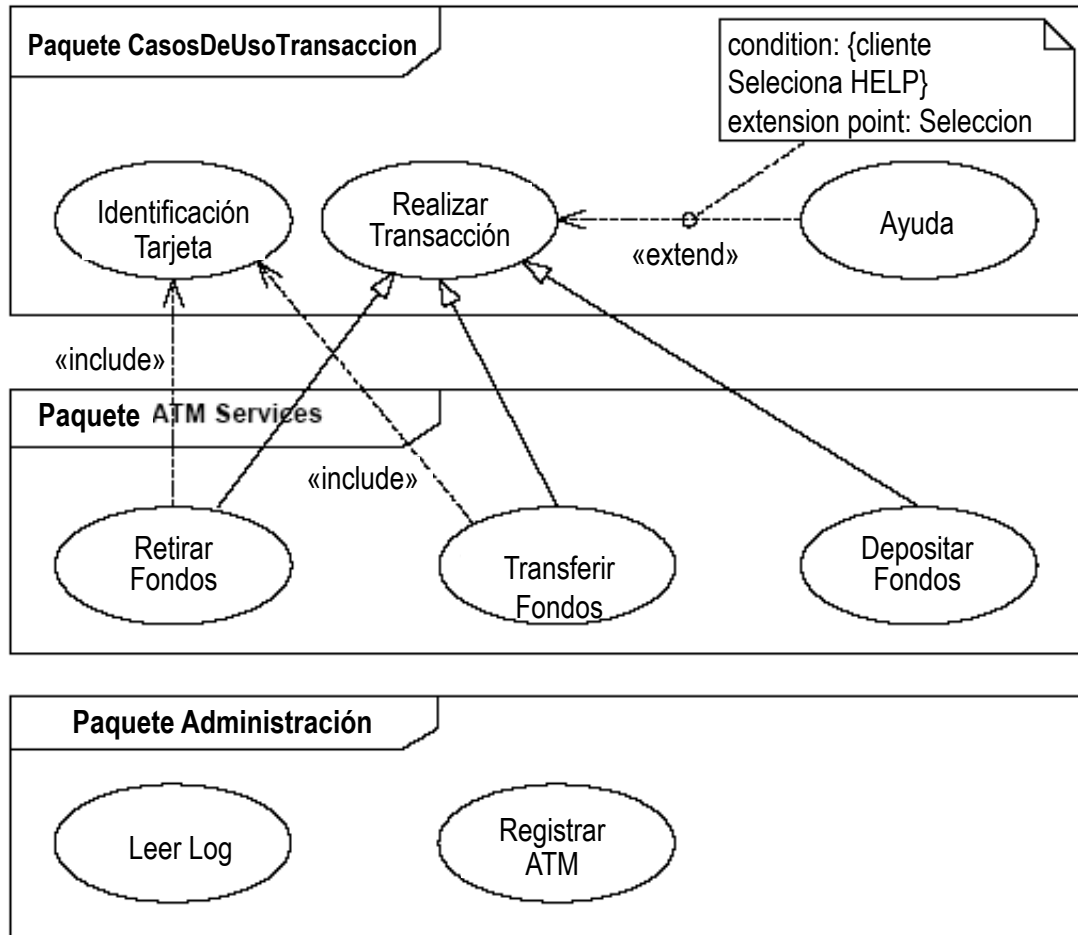 Paquete CasosDeUsoTransaccion
condition: {cliente
Seleciona HELP}
extension point: Seleccion
Identificación
Tarjeta
Realizar
Transacción
Ayuda
«extend»
«include»
Paquete ATM Services
«include»
Retirar
Fondos
Transferir
Fondos
Depositar
Fondos
Paquete Administración
Leer Log
Registrar
ATM